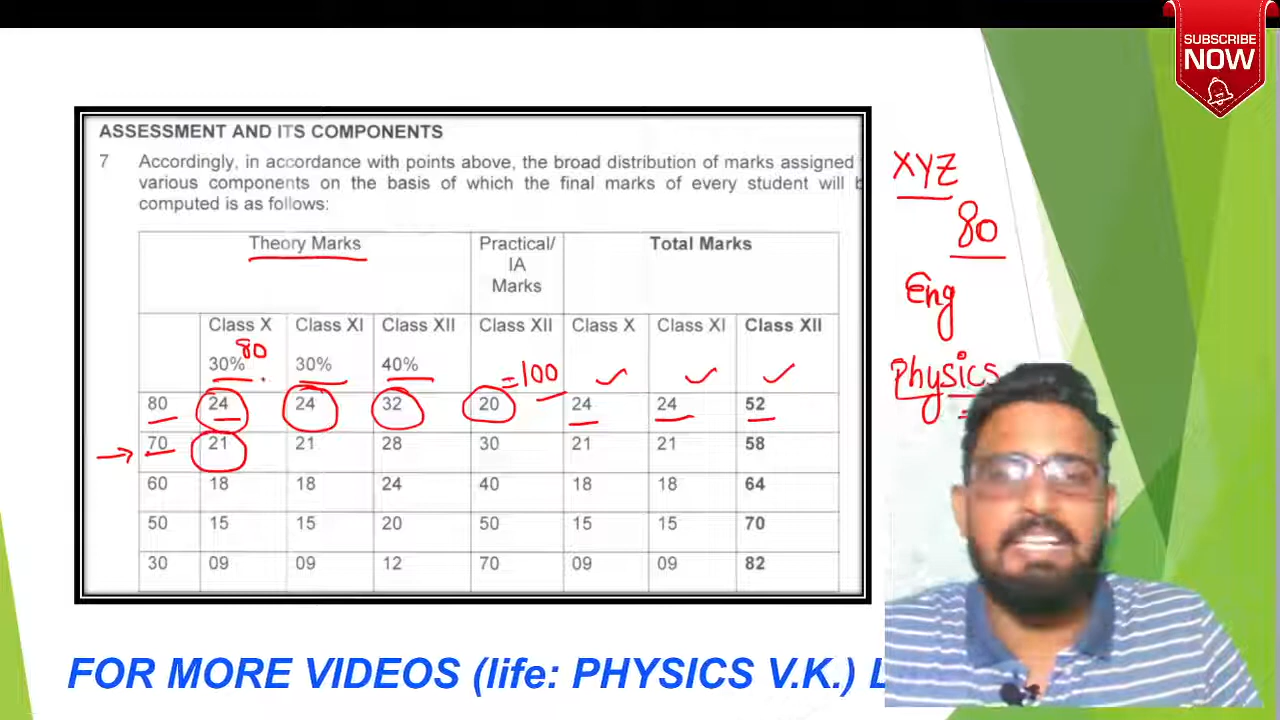 SUBSCRIBE
NOW
ASSESSMENT AND ITS COMPONENTS
7 Accordingly, in accordance with points above, the broad distribution of marks assigned
various components on the basis of which the final marks of every student will b
computed is as follows:
Theory Marks Practical/ IA Marks Total Marks
Class X 30% Class XI 30% Class XII 40% Class XII Class X Class XI Class XII
80 24 24 32 20 24 24 52
70 21 21 28 30 21 21 58
60 18 18 24 40 18 18 64
50 15 15 20 50 15 15 70
30 09 09 12 70 09 09 82
80
=100
XYZ
80
Eng
Physics
FOR MORE VIDEOS (life: PHYSICS V.K.) L